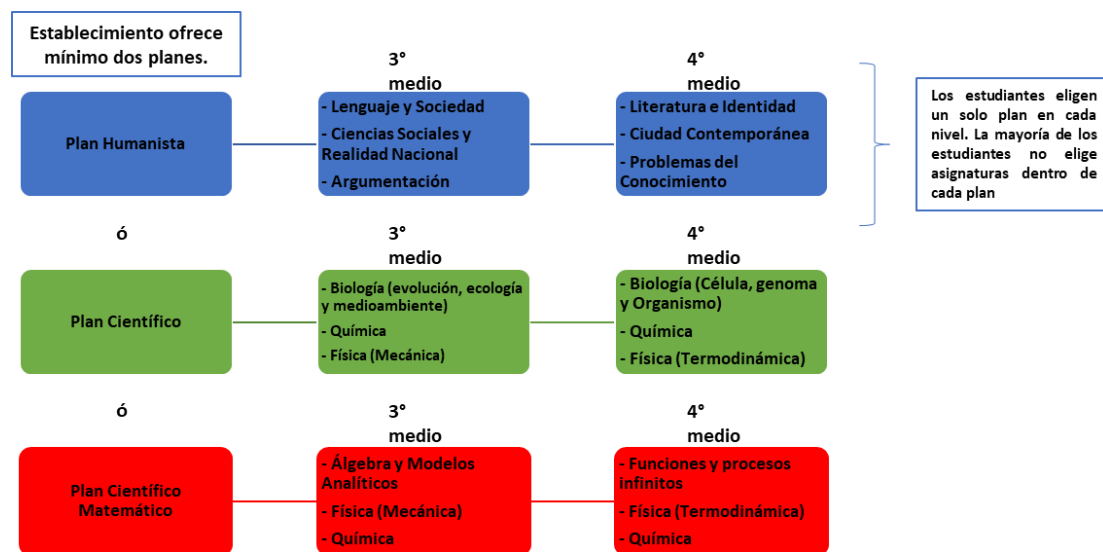 Establecimiento ofrece
mínimo dos planes.
3°
medio
4°
medio
Plan Humanista
- Lenguaje y Sociedad
- Ciencias Sociales y
Realidad Nacional
- Argumentación
- Literatura e Identidad
- Ciudad Contemporánea
- Problemas del
Conocimiento
Los estudiantes eligen
un solo plan en cada
nivel. La mayoría de los
estudiantes no elige
asignaturas dentro de
cada plan
ó
3°
medio
4°
medio
Plan Científico
- Biología (evolución, ecología
y medioambiente)
- Química
- Física (Mecánica)
- Biología (Célula, genoma
y Organismo)
- Química
- Física (Termodinámica)
ó
3°
medio
4°
medio
Plan Científico
Matemático
- Álgebra y Modelos
Analíticos
- Física (Mecánica)
- Química
- Funciones y procesos
infinitos
- Física (Termodinámica)
- Química